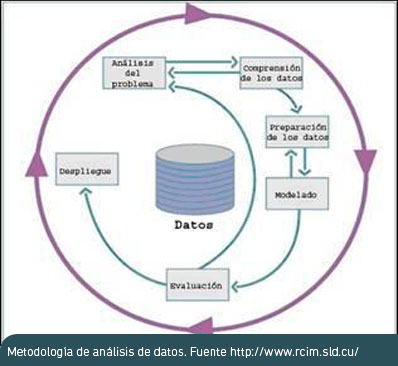 Análisis
del
problema
Comprensión
de los datos
Preparación
de los datos
Modelado
Despliegue
Datos
Evaluación
Metodología de análisis de datos. Fuente http://www.rcim.sld.cu/